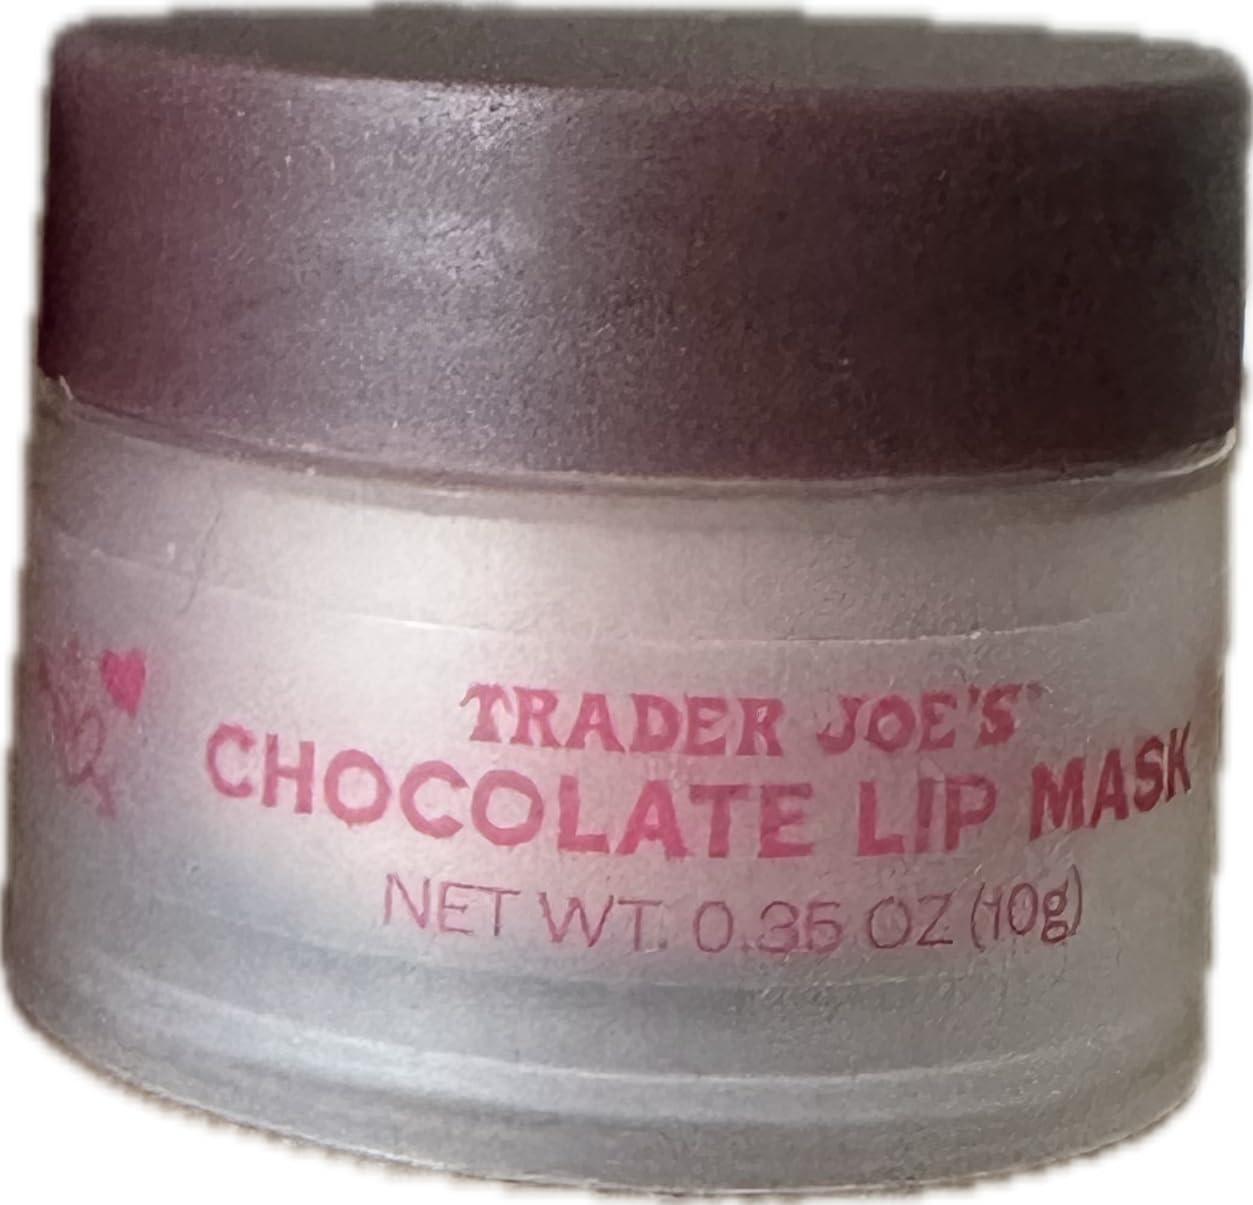 TRADER JOE'S
CHOCOLATE LIP MASK
NET WT. 0.35 OZ (10g)